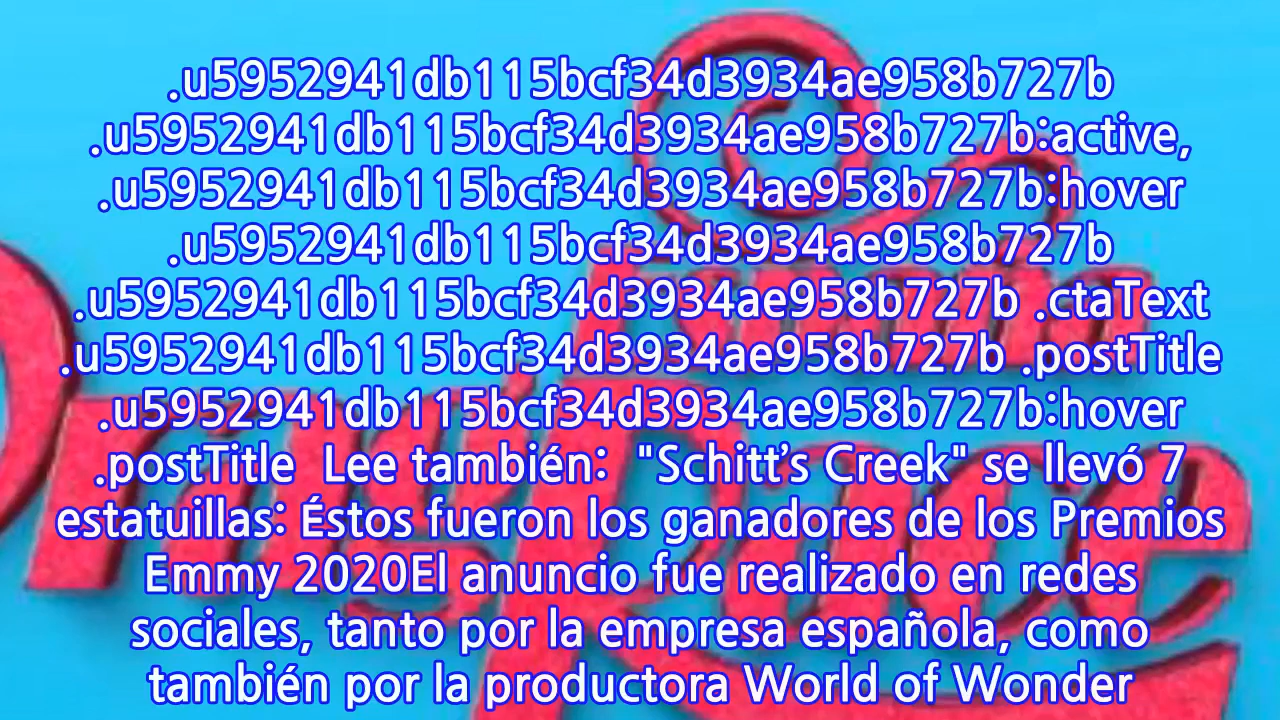 .u5952941db115bcf34d3934ae958b727b
.u5952941db115bcf34d3934ae958b727b:active,
.u5952941db115bcf34d3934ae958b727b:hover
.u5952941db115bcf34d3934ae958b727b
.u5952941db115bcf34d3934ae958b727b .ctaText
.u5952941db115bcf34d3934ae958b727b .postTitle
.u5952941db115bcf34d3934ae958b727b:hover
.postTitle  Lee también:  "Schitt’s Creek" se llevó 7
estatuillas: Éstos fueron los ganadores de los Premios
Emmy 2020El anuncio fue realizado en redes
sociales, tanto por la empresa española, como
también por la productora World of Wonder
Drag Race